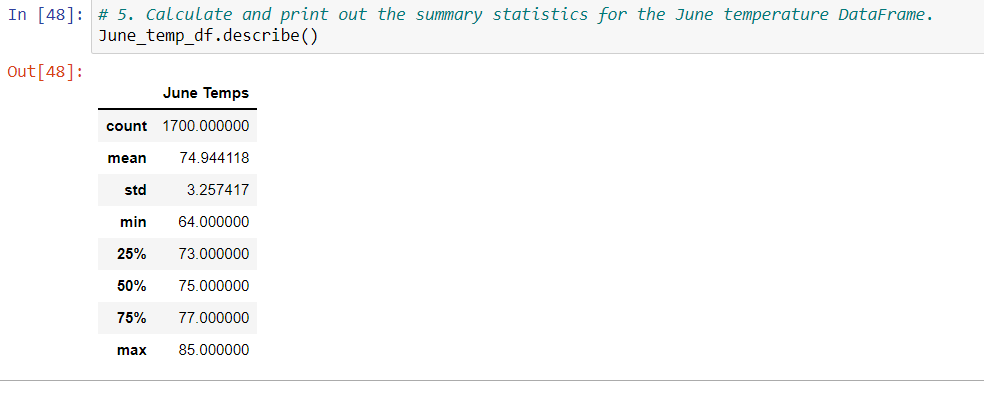 In [48]: # 5. Calculate and print out the summary statistics for the June temperature DataFrame.
June_temp_df.describe()
Out[48]:
June Temps
count 1700.000000
mean 74.944118
std 3.257417
min 64.000000
25% 73.000000
50% 75.000000
75% 77.000000
max 85.000000